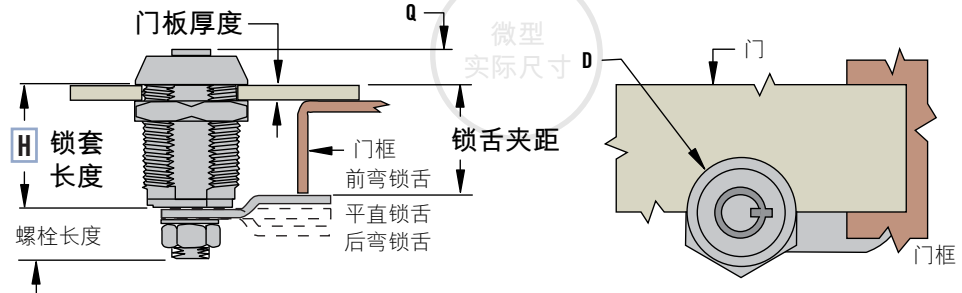 门板厚度
Q
微型
实际尺寸
D
门
H 锁套
长度
门框
前弯锁舌
锁舌夹距
平直锁舌
后弯锁舌
螺栓长度
门框